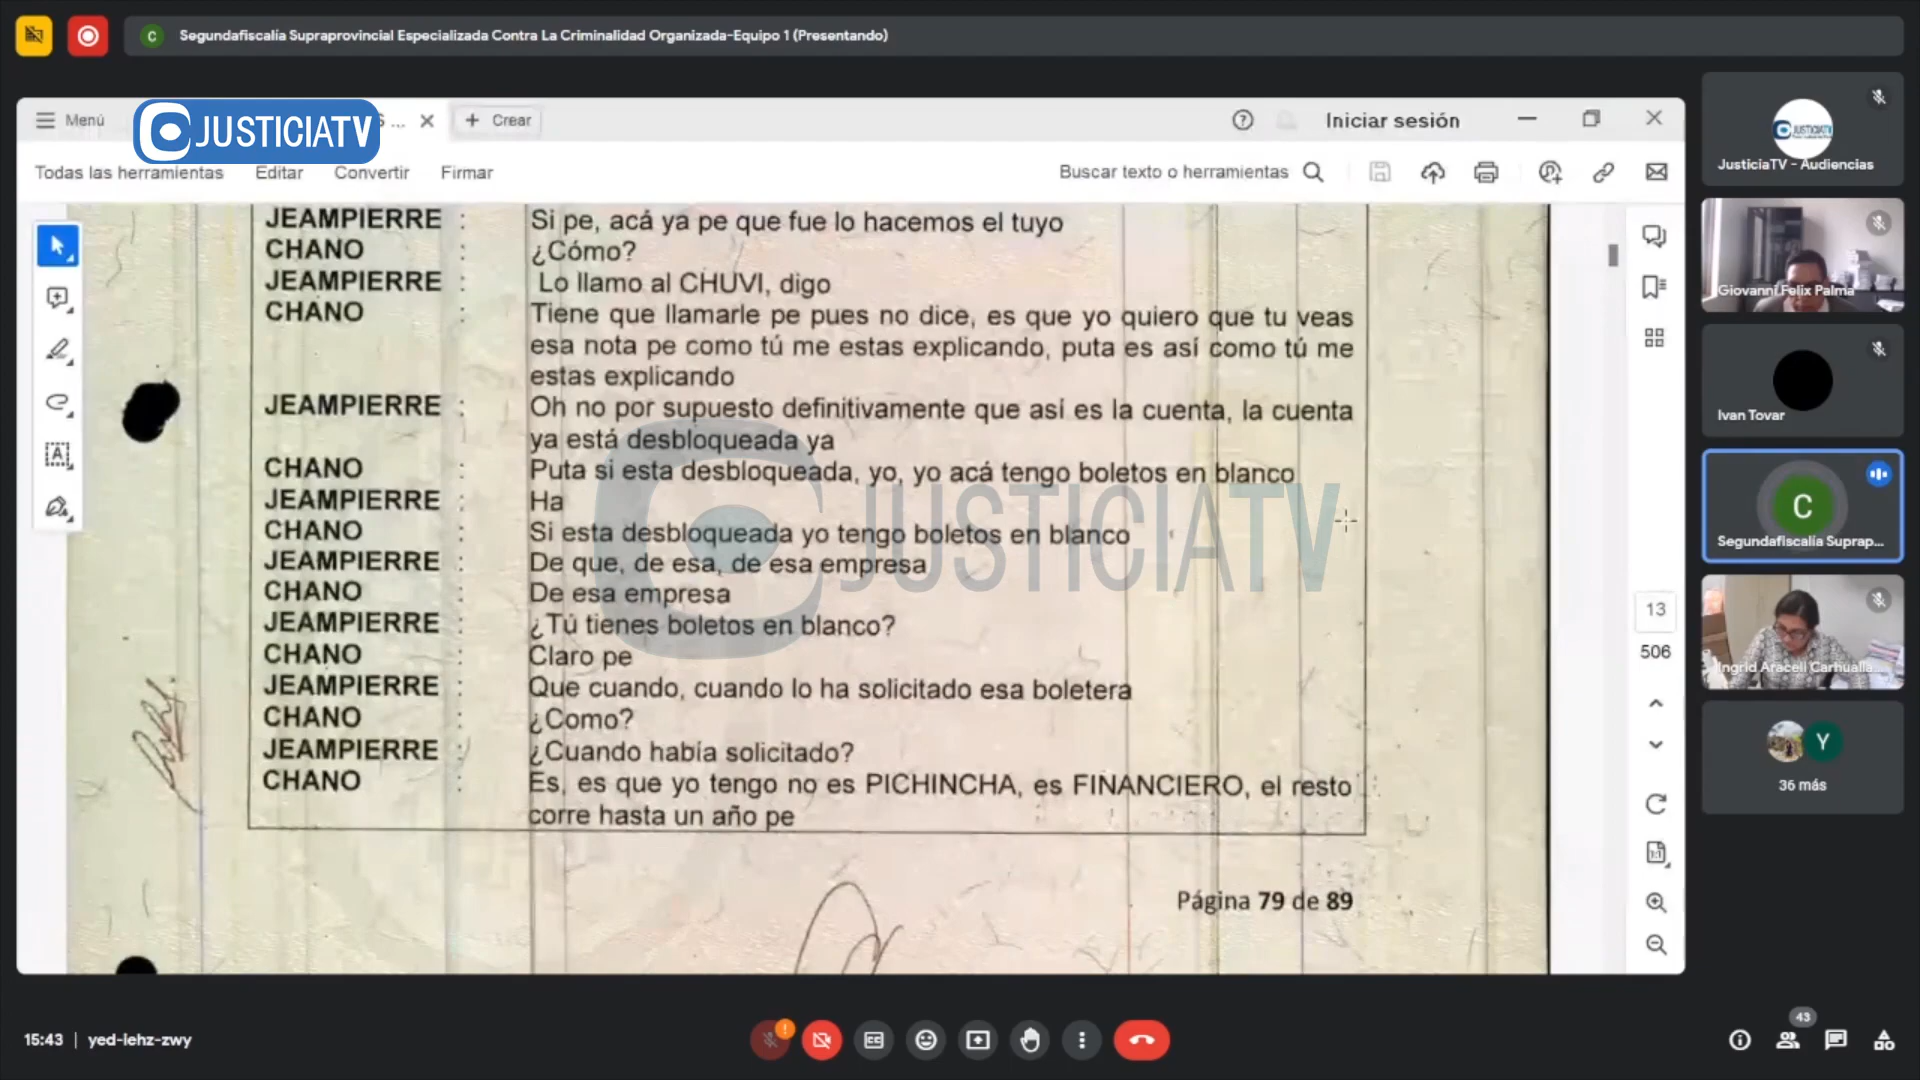 C Segundafiscalía Supraprovincial Especializada Contra La Criminalidad Organizada-Equipo 1 (Presentando)
Menú
JUSTICIATV
S ...
Crear
Iniciar sesión
Todas las herramientas Editar Convertir Firmar
Buscar texto o herramientas
JEAMPIERRE : Si pe, acá ya pe que fue lo hacemos el tuyo
CHANO : ¿Cómo?
JEAMPIERRE : Lo llamo al CHUVI, digo
CHANO : Tiene que llamarle pe pues no dice, es que yo quiero que tu veas
esa nota pe como tú me estas explicando, puta es así como tú me
estas explicando
JEAMPIERRE : Oh no por supuesto definitivamente que así es la cuenta, la cuenta
ya está desbloqueada ya
CHANO : Puta si esta desbloqueada, yo, yo acá tengo boletos en blanco
JEAMPIERRE : Ha
CHANO : Si esta desbloqueada yo tengo boletos en blanco
JEAMPIERRE : De que, de esa, de esa empresa
CHANO : De esa empresa
JEAMPIERRE : ¿Tú tienes boletos en blanco?
CHANO : Claro pe
JEAMPIERRE : Que cuando, cuando lo ha solicitado esa boletera
CHANO : ¿Como?
JEAMPIERRE : ¿Cuando había solicitado?
CHANO : Es, es que yo tengo no es PICHINCHA, es FINANCIERO, el resto
corre hasta un año pe
Página 79 de 89
JUSTICIATV
13
506
JUSTICIATV
JusticiaTV - Audiencias
Giovanni Felix Palma
Ivan Tovar
C
Segundafiscalía Suprap...
Ingrid Araceli Carhualla...
Y
36 más
15:43 | yed-iehz-zwy
43